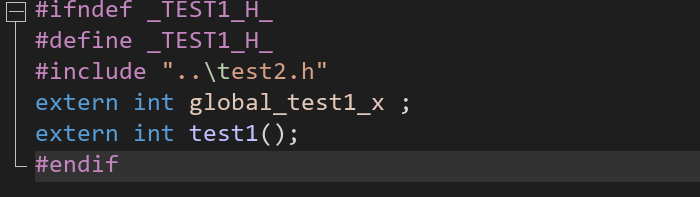 #ifndef _TEST1_H_
#define _TEST1_H_
#include "..\test2.h"
extern int global_test1_x ;
extern int test1();
#endif